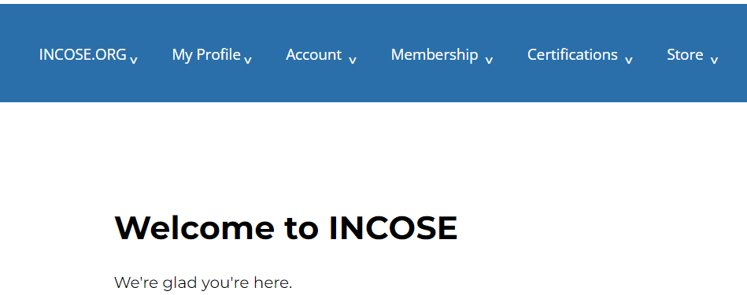 INCOSE.ORG My Profile Account Membership Certifications Store
Welcome to INCOSE
We're glad you're here.